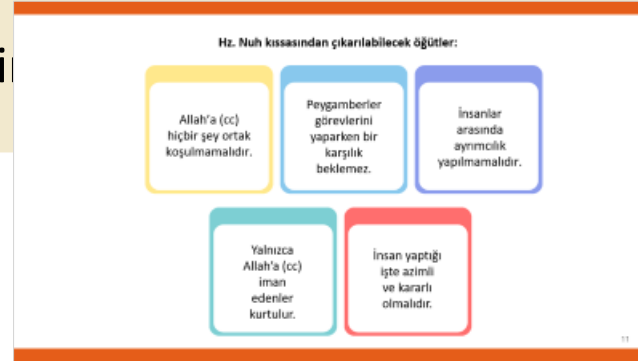 Hz. Nuh kıssasından çıkarılabilecek öğütler:
Allah'a (cc)
hiçbir şey ortak
koşulmamalıdır.
Peygamberler
görevlerini
yaparken bir
karşılık
beklemez.
İnsanlar
arasında
ayrımcılık
yapılmamalıdır.
Yalnızca
Allah'a (cc)
iman
edenler
kurtulur.
İnsan yaptığı
işte azimli
ve kararlı
olmalıdır.
11